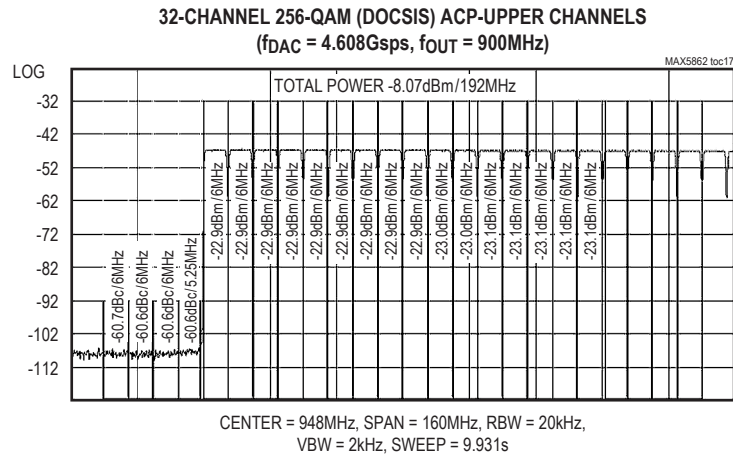 32-CHANNEL 256-QAM (DOCSIS) ACP-UPPER CHANNELS
(fDAC = 4.608Gsps, fOUT = 900MHz)
MAX5862 toc17
LOG
TOTAL POWER -8.07dBm/192MHz
-32
-42
-52
-62
-72
-82
-92
-102
-112
-60.7dBc/6MHz
-60.6dBc/6MHz
-60.6dBc/6MHz
-60.6dBc/5.25MHz
-22.9dBm/6MHz
-22.9dBm/6MHz
-22.9dBm/6MHz
-22.9dBm/6MHz
-22.9dBm/6MHz
-22.9dBm/6MHz
-22.9dBm/6MHz
-22.9dBm/6MHz
-22.9dBm/6MHz
-23.0dBm/6MHz
-23.0dBm/6MHz
-23.1dBm/6MHz
-23.1dBm/6MHz
-23.1dBm/6MHz
-23.1dBm/6MHz
-23.1dBm/6MHz
CENTER = 948MHz, SPAN = 160MHz, RBW = 20kHz,
VBW = 2kHz, SWEEP = 9.931s